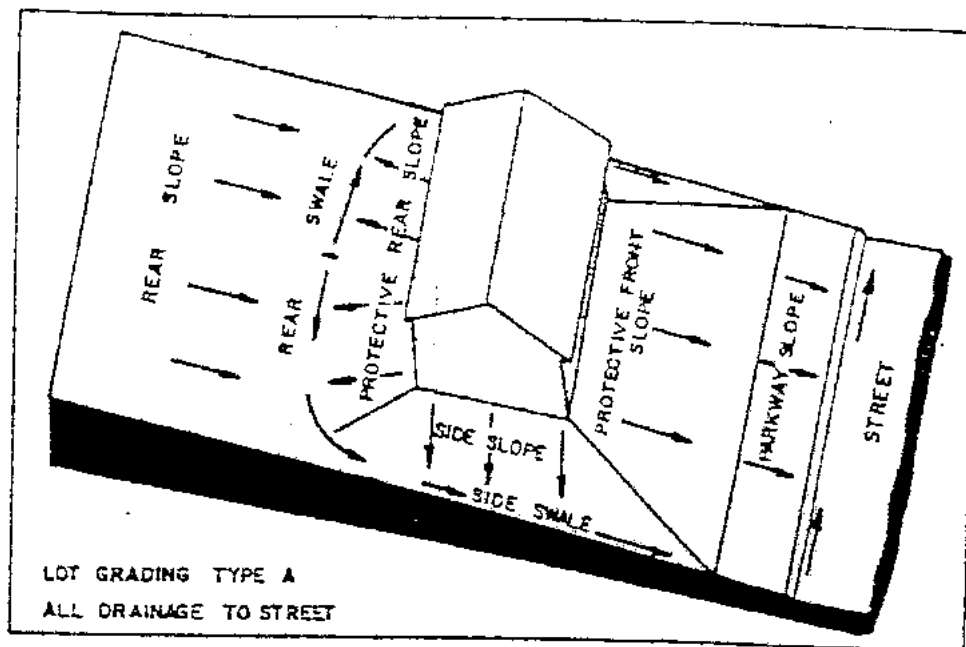 REAR SLOPE
REAR SWALE
PROTECTIVE REAR SLOPE
SIDE SLOPE
SIDE SWALE
PROTECTIVE FRONT
SLOPE
PARKWAY SLOPE
STREET
LOT GRADING TYPE A
ALL DRAINAGE TO STREET